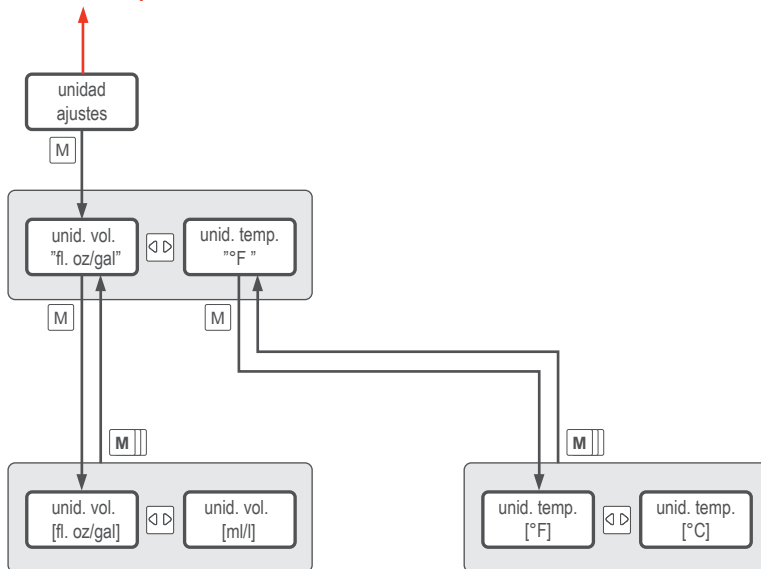 unidad
ajustes
M
unid. vol.
"fl. oz/gal"
unid. temp.
"°F "
M
M
M
M
unid. vol.
[fl. oz/gal]
unid. vol.
[ml/l]
unid. temp.
[°F]
unid. temp.
[°C]